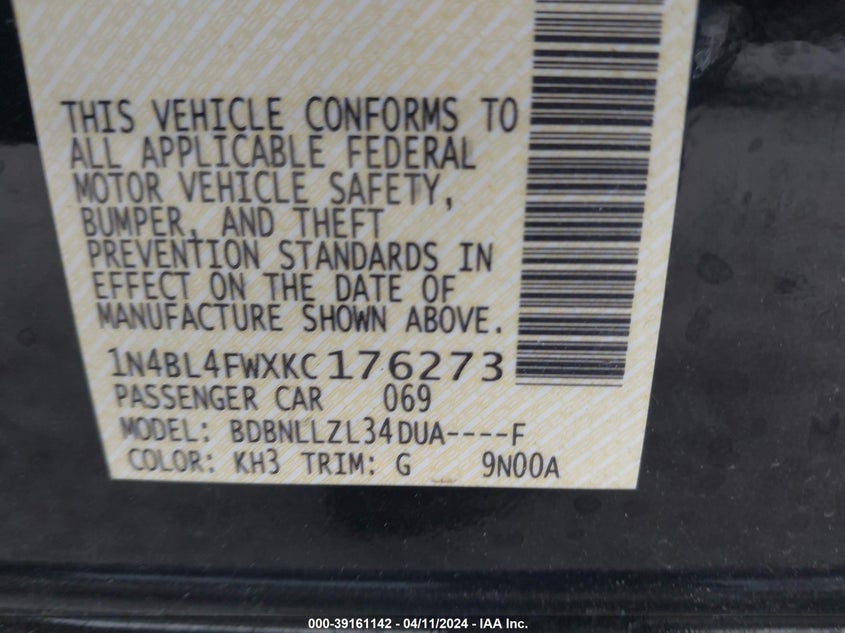 THIS VEHICLE CONFORMS TO
ALL APPLICABLE FEDERAL
MOTOR VEHICLE SAFETY,
BUMPER, AND THEFT
PREVENTION STANDARDS IN
EFFECT ON THE DATE OF
MANUFACTURE SHOWN ABOVE.
1N4BL4FWXKC176273
PASSENGER CAR 069
MODEL: BDBNLLZL34DUA----F
COLOR: KH3 TRIM: G 9N00A
000-39161142 - 04/11/2024 - IAA Inc.